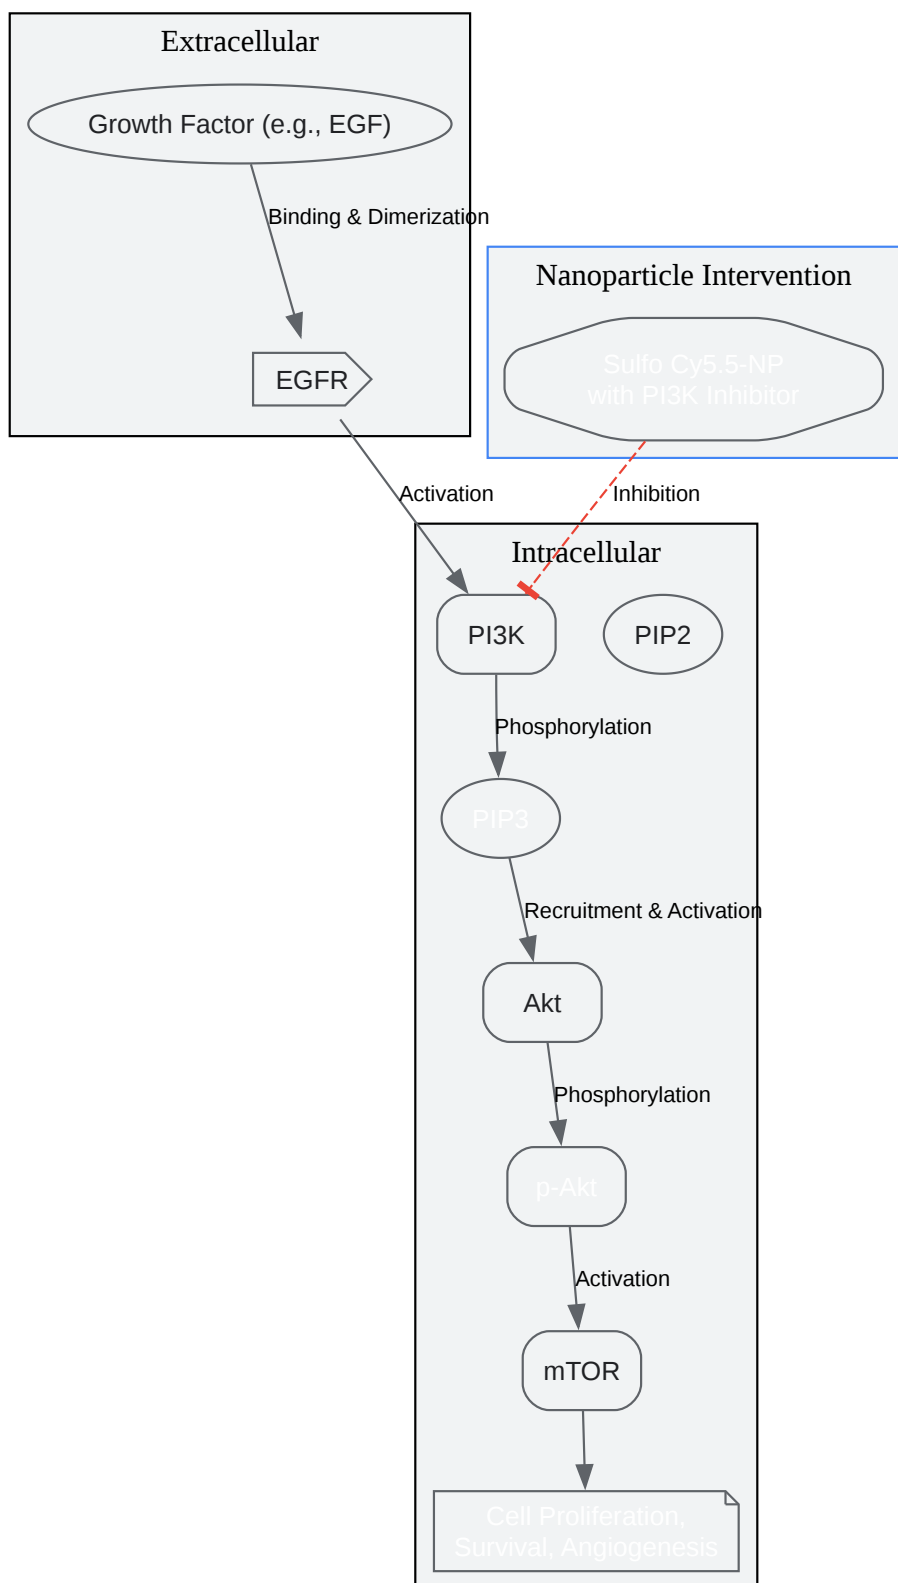 Extracellular
Growth Factor (e.g., EGF)
Binding & Dimerization
Nanoparticle Intervention
Sulfo Cy5.5-NP
with PI3K Inhibitor
EGFR
Activation
Inhibition
Intracellular
PI3K
PIP2
Phosphorylation
PIP3
Recruitment & Activation
Akt
Phosphorylation
p-Akt
Activation
mTOR
Cell Proliferation,
Survival, Angiogenesis